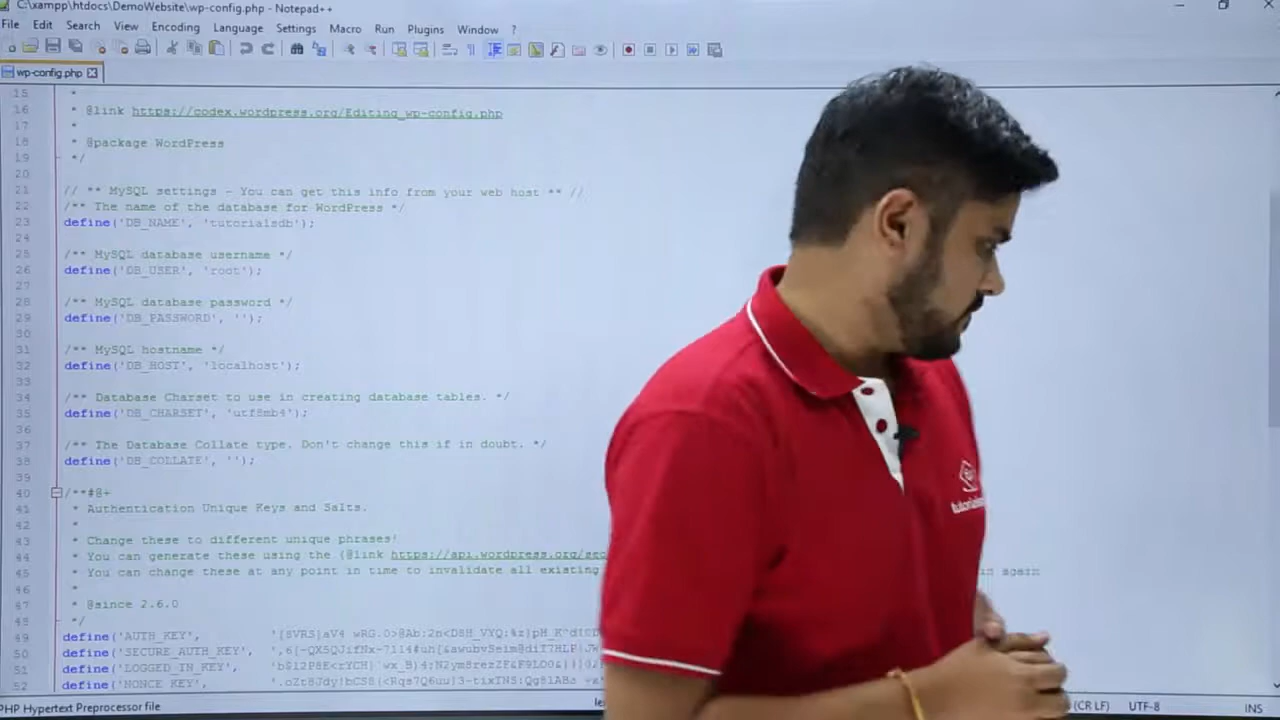 C:\xampp\htdocs\DemoWebsite\wp-config.php - Notepad++
File Edit Search View Encoding Language Settings Macro Run Plugins Window ?
wp-config.php
15 *
16 * @link https://codex.wordpress.org/Editing_wp-config.php
17 *
18 * @package WordPress
19 */
20
21 // ** MySQL settings - You can get this info from your web host ** //
22 /** The name of the database for WordPress */
23 define('DB_NAME', 'tutorialsdb');
24
25 /** MySQL database username */
26 define('DB_USER', 'root');
27
28 /** MySQL database password */
29 define('DB_PASSWORD', '');
30
31 /** MySQL hostname */
32 define('DB_HOST', 'localhost');
33
34 /** Database Charset to use in creating database tables. */
35 define('DB_CHARSET', 'utf8mb4');
36
37 /** The Database Collate type. Don't change this if in doubt. */
38 define('DB_COLLATE', '');
39
40 /**#@+
41 * Authentication Unique Keys and Salts.
42 *
43 * Change these to different unique phrases!
44 * You can generate these using the {@link https://api.wordpress.org/sec
45 * You can change these at any point in time to invalidate all existing in again
46 *
47 * @since 2.6.0
48 */
49 define('AUTH_KEY',
50 define('SECURE_AUTH_KEY',
51 define('LOGGED_IN_KEY',
52 define('NONCE_KEY',
PHP Hypertext Preprocessor file (CR LF) UTF-8 INS